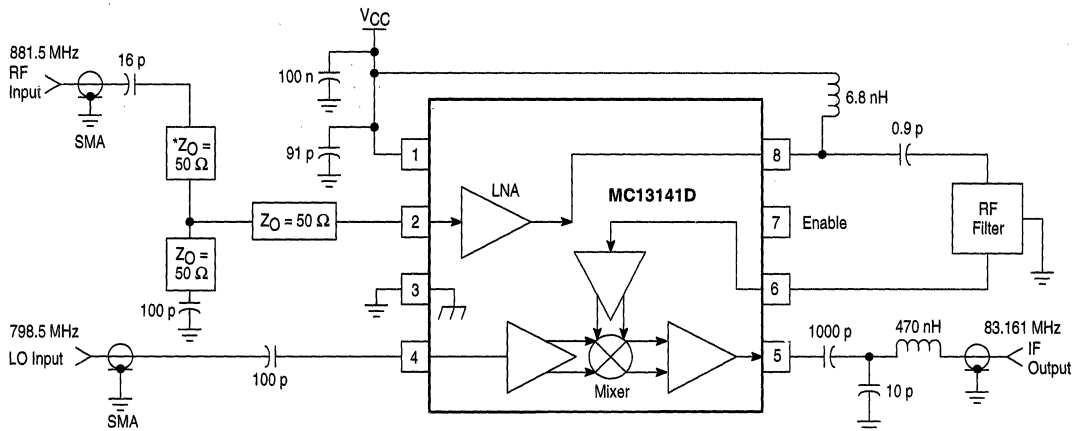 VCC
881.5 MHz
RF
Input
16 p
SMA
100 n
91 p
6.8 nH
0.9 p
*ZO =
50 Ω
ZO = 50 Ω
ZO =
50 Ω
100 p
1
2
3
4
LNA
MC13141D
Mixer
8
7
6
5
Enable
RF
Filter
798.5 MHz
LO Input
SMA
100 p
1000 p
470 nH
10 p
83.161 MHz
IF
Output